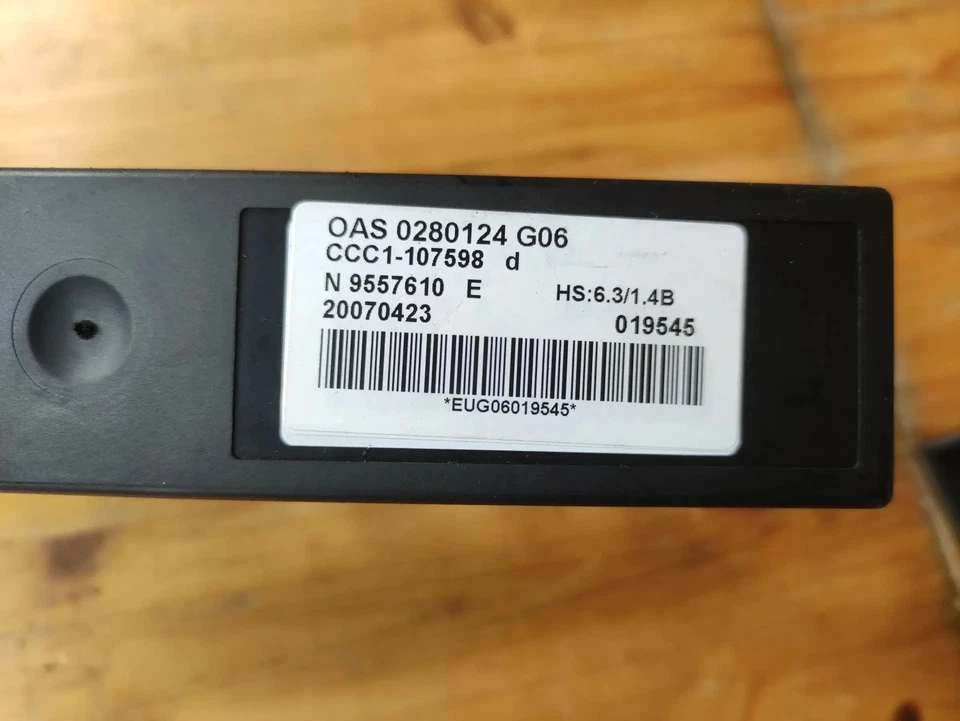 OAS 0280124 G06
CCC1-107598 d
N 9557610 E HS:6.3/1.4B
20070423 019545
*EUG06019545*